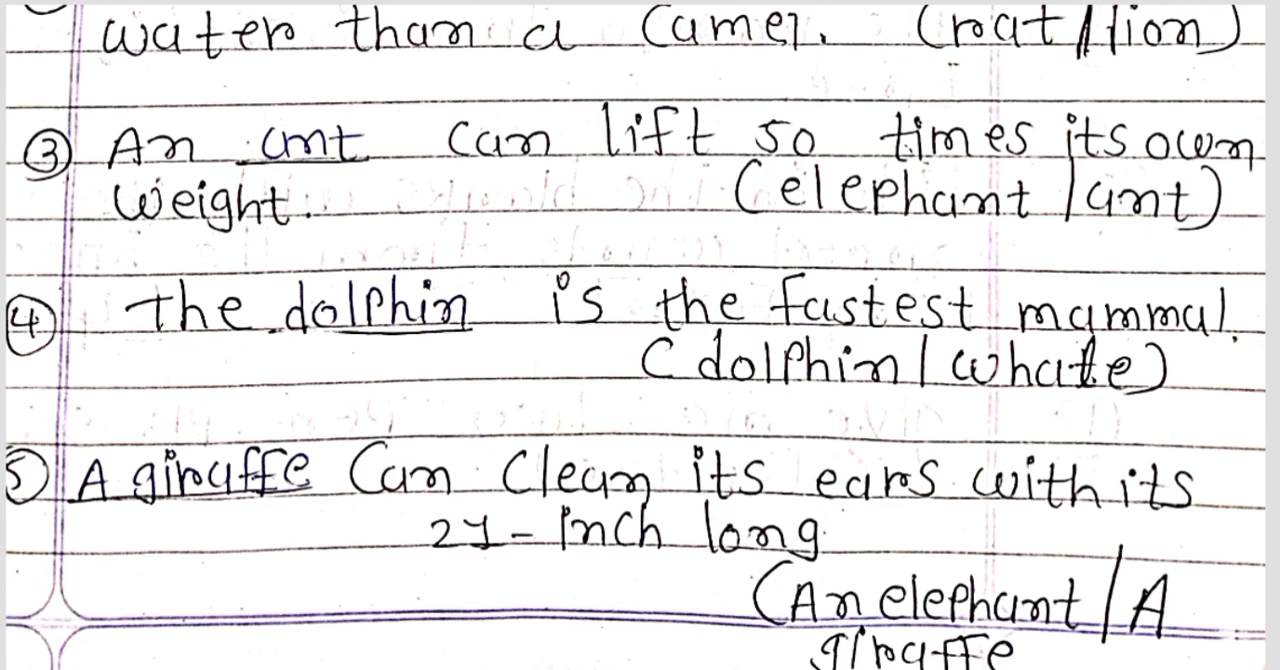 water than a camel. (rat/lion)
③ An ant can lift 50 times its own
weight. (elephant/ant)
④ the dolphin is the fastest mammal.
(dolphin/whale)
5) A giraffe can clean its ears with its
21-inch long
(An elephant/A
giraffe